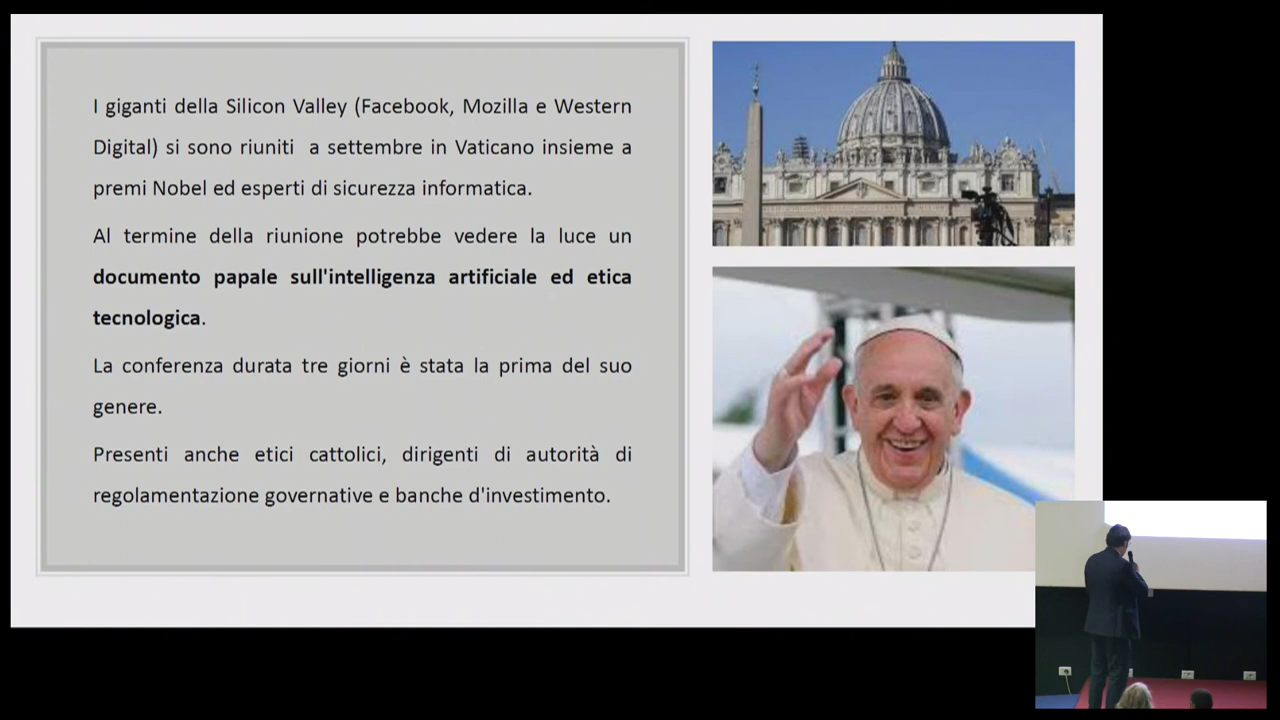 I giganti della Silicon Valley (Facebook, Mozilla e Western
Digital) si sono riuniti  a settembre in Vaticano insieme a
premi Nobel ed esperti di sicurezza informatica.
Al termine della riunione potrebbe vedere la luce un
documento papale sull'intelligenza artificiale ed etica
tecnologica.
La conferenza durata tre giorni è stata la prima del suo
genere.
Presenti anche etici cattolici, dirigenti di autorità di
regolamentazione governative e banche d'investimento.